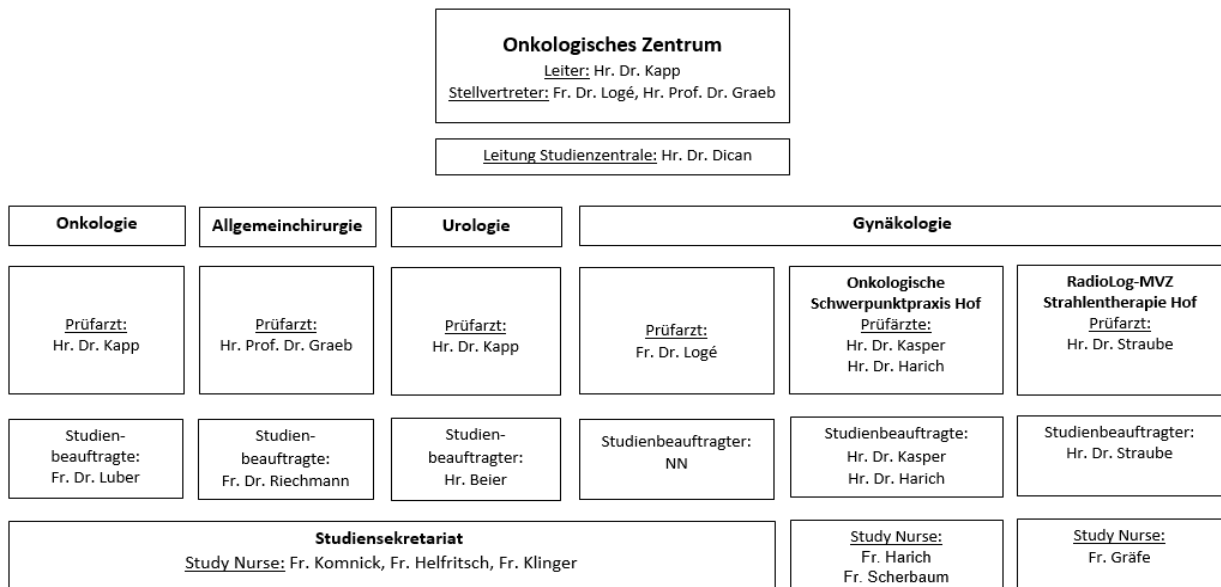 Onkologisches Zentrum
Leiter: Hr. Dr. Kapp
Stellvertreter: Fr. Dr. Logé, Hr. Prof. Dr. Graeb
Leitung Studienzentrale: Hr. Dr. Dican
Onkologie
Allgemeinchirurgie
Urologie
Gynäkologie
Prüfarzt:
Hr. Dr. Kapp
Prüfarzt:
Hr. Prof. Dr. Graeb
Prüfarzt:
Hr. Dr. Kapp
Prüfarzt:
Fr. Dr. Logé
Onkologische
Schwerpunktpraxis Hof
Prüfärzte:
Hr. Dr. Kasper
Hr. Dr. Harich
RadioLog-MVZ
Strahlentherapie Hof
Prüfarzt:
Hr. Dr. Straube
Studien-
beauftragte:
Fr. Dr. Luber
Studien-
beauftragte:
Fr. Dr. Riechmann
Studien-
beauftragter:
Hr. Beier
Studienbeauftragter:
NN
Studienbeauftragte:
Hr. Dr. Kasper
Hr. Dr. Harich
Studienbeauftragter:
Hr. Dr. Straube
Studiensekretariat
Study Nurse: Fr. Komnick, Fr. Helfritsch, Fr. Klinger
Study Nurse:
Fr. Harich
Fr. Scherbaum
Study Nurse:
Fr. Gräfe